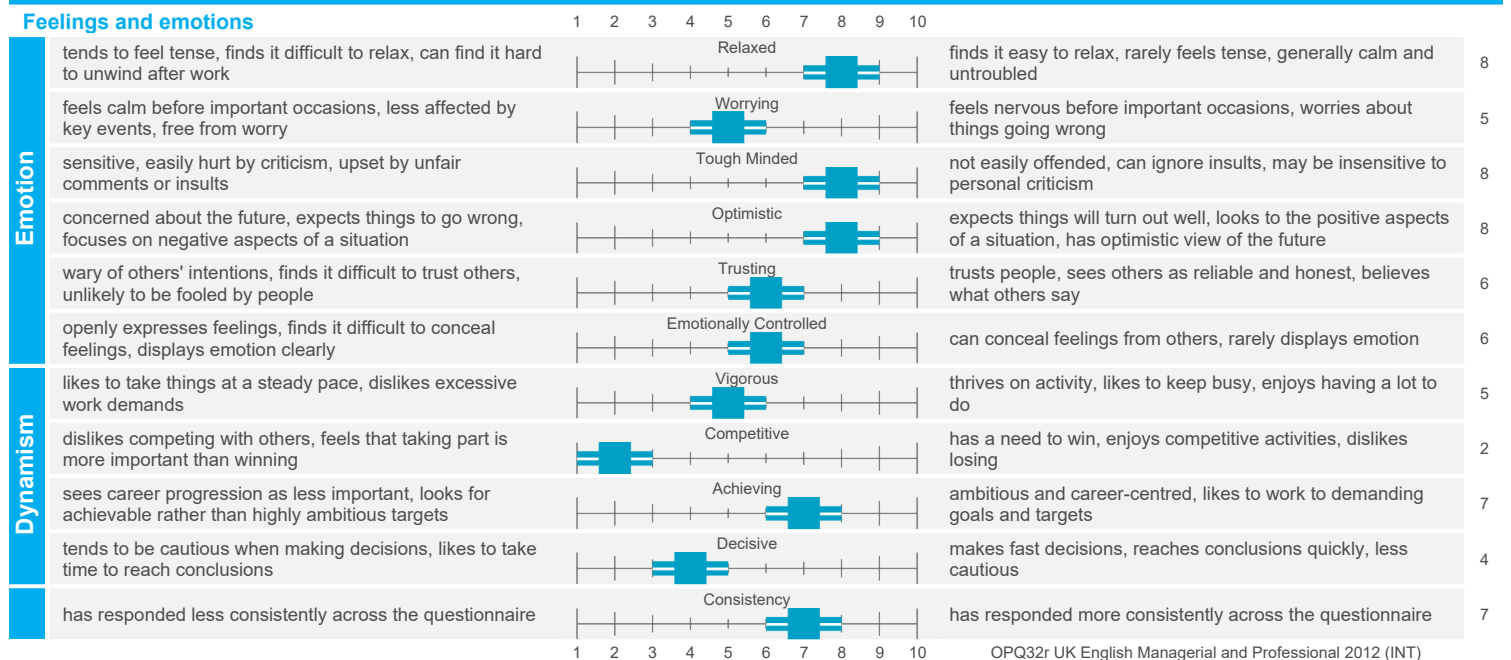 Feelings and emotions
1 2 3 4 5 6 7 8 9 10
Emotion
tends to feel tense, finds it difficult to relax, can find it hard
to unwind after work
Relaxed
finds it easy to relax, rarely feels tense, generally calm and
untroubled
8
feels calm before important occasions, less affected by
key events, free from worry
Worrying
feels nervous before important occasions, worries about
things going wrong
5
sensitive, easily hurt by criticism, upset by unfair
comments or insults
Tough Minded
not easily offended, can ignore insults, may be insensitive to
personal criticism
8
concerned about the future, expects things to go wrong,
focuses on negative aspects of a situation
Optimistic
expects things will turn out well, looks to the positive aspects
of a situation, has optimistic view of the future
8
wary of others' intentions, finds it difficult to trust others,
unlikely to be fooled by people
Trusting
trusts people, sees others as reliable and honest, believes
what others say
6
openly expresses feelings, finds it difficult to conceal
feelings, displays emotion clearly
Emotionally Controlled
can conceal feelings from others, rarely displays emotion
6
Dynamism
likes to take things at a steady pace, dislikes excessive
work demands
Vigorous
thrives on activity, likes to keep busy, enjoys having a lot to
do
5
dislikes competing with others, feels that taking part is
more important than winning
Competitive
has a need to win, enjoys competitive activities, dislikes
losing
2
sees career progression as less important, looks for
achievable rather than highly ambitious targets
Achieving
ambitious and career-centred, likes to work to demanding
goals and targets
7
tends to be cautious when making decisions, likes to take
time to reach conclusions
Decisive
makes fast decisions, reaches conclusions quickly, less
cautious
4
has responded less consistently across the questionnaire
Consistency
has responded more consistently across the questionnaire
7
1 2 3 4 5 6 7 8 9 10
OPQ32r UK English Managerial and Professional 2012 (INT)